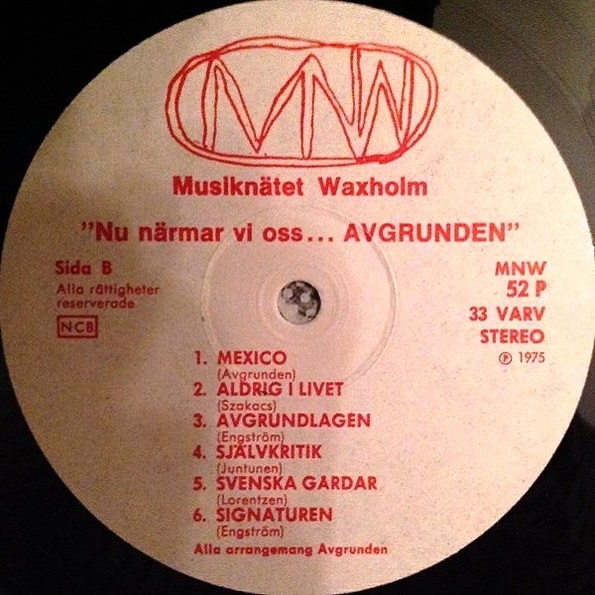 MNW
Musiknätet Waxholm
"Nu närmar vi oss... AVGRUNDEN"
Sida B
Alla rättigheter
reserverade
NCB
MNW
52 P
33 VARV
STEREO
℗ 1975
1. MEXICO
(Avgrunden)
2. ALDRIG I LIVET
(Szakacs)
3. AVGRUNDLAGEN
(Engström)
4. SJÄLVKRITIK
(Juntunen)
5. SVENSKA GÅRDAR
(Lorentzen)
6. SIGNATUREN
(Engström)
Alla arrangemang Avgrunden